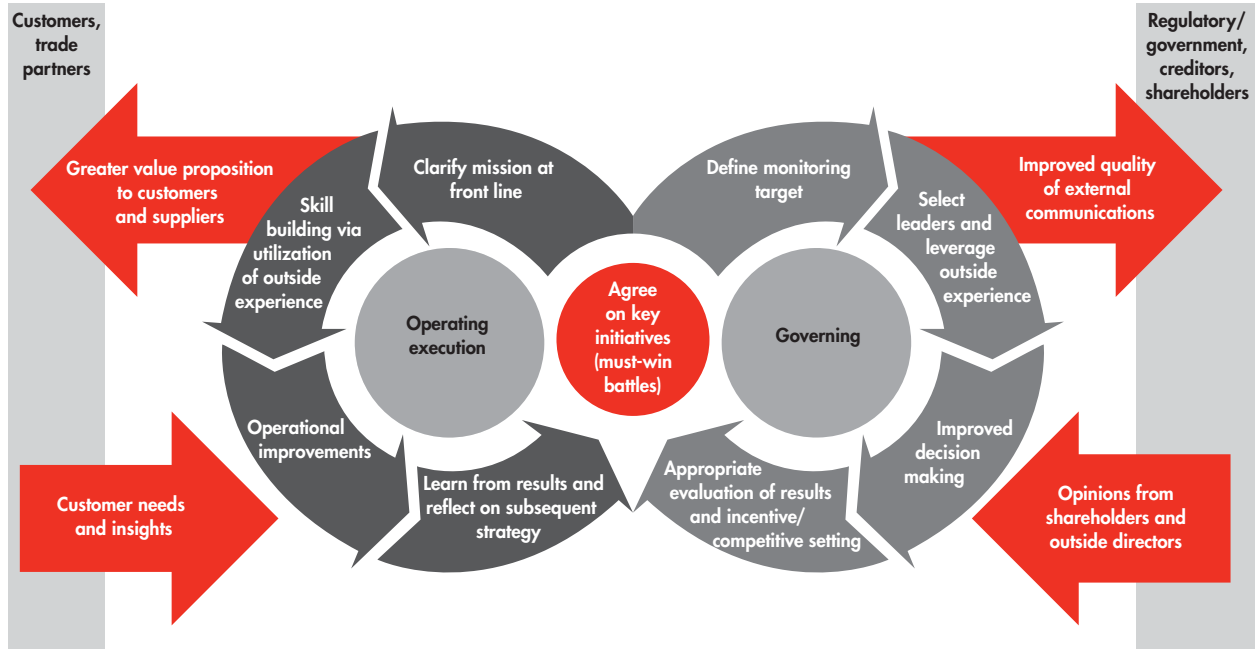 Customers,
trade
partners
Regulatory/
government,
creditors,
shareholders
Greater value proposition
to customers
and suppliers
Skill
building via
utilization
of outside
experience
Clarify mission at
front line
Define monitoring
target
Select
leaders and
leverage
outside
experience
Improved quality
of external
communications
Operating
execution
Agree
on key
initiatives
(must-win
battles)
Governing
Operational
improvements
Learn from results and
reflect on subsequent
strategy
Appropriate
evaluation of results
and incentive/
competitive setting
Improved
decision
making
Customer needs
and insights
Opinions from
shareholders and
outside directors